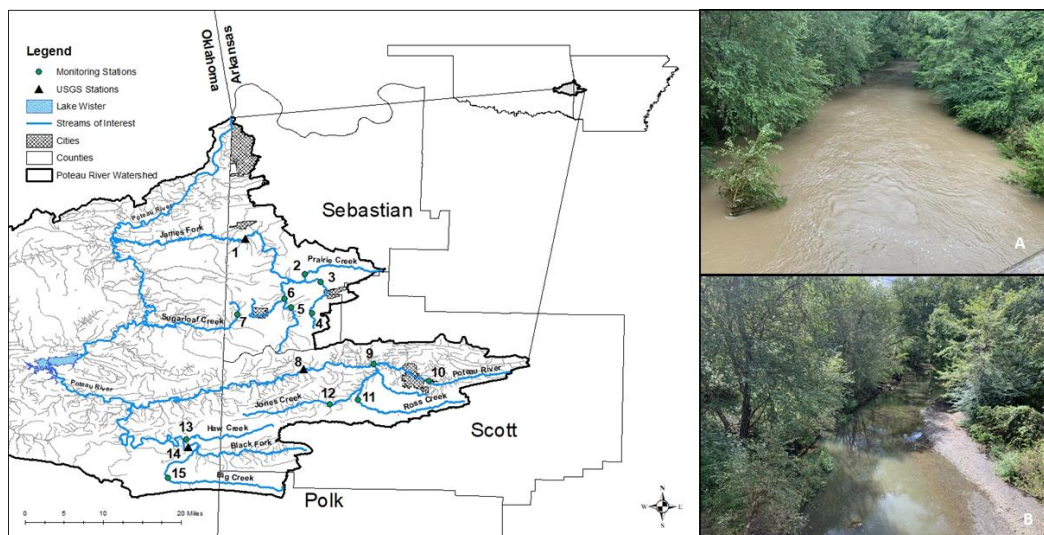 Oklahoma
Arkansas
Legend
Monitoring Stations
USGS Stations
Lake Wister
Streams of Interest
Cities
Counties
Poteau River Watershed
Sebastian
Poteau River
James Fork
1
2
Prairie Creek
3
6
5
4
7
Sugarloaf Creek
8
9
10
Poteau River
Poteau River
Jones Creek
12
11
Ross Creek
Scott
13
Haw Creek
14
Black Fork
15
Big Creek
Polk
0 5 10 20 Miles
N
W E
S
A
B